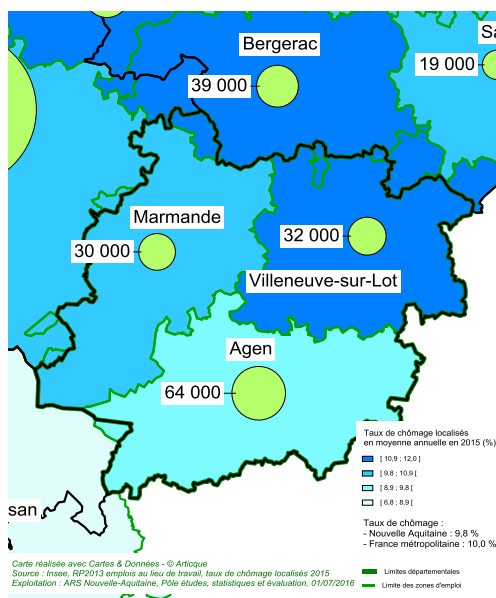 Bergerac
Sa
39 000
19 000
Marmande
30 000
32 000
Villeneuve-sur-Lot
Agen
64 000
san
Taux de chômage localisés
en moyenne annuelle en 2015 (%)
[ 10,9 ; 12,0 [
[ 9,8 ; 10,9 [
[ 8,9 ; 9,8 [
[ 6,8 ; 8,9 [
Taux de chômage :
- Nouvelle Aquitaine : 9,8 %
- France métropolitaine : 10,0 %
Carte réalisée avec Cartes & Données - © Articque
Source : Insee, RP2013 emplois au lieu de travail, taux de chômage localisés 2015
Exploitation : ARS Nouvelle-Aquitaine, Pôle études, statistiques et évaluation, 01/07/2016
Limites départementales
Limite des zones d'emploi